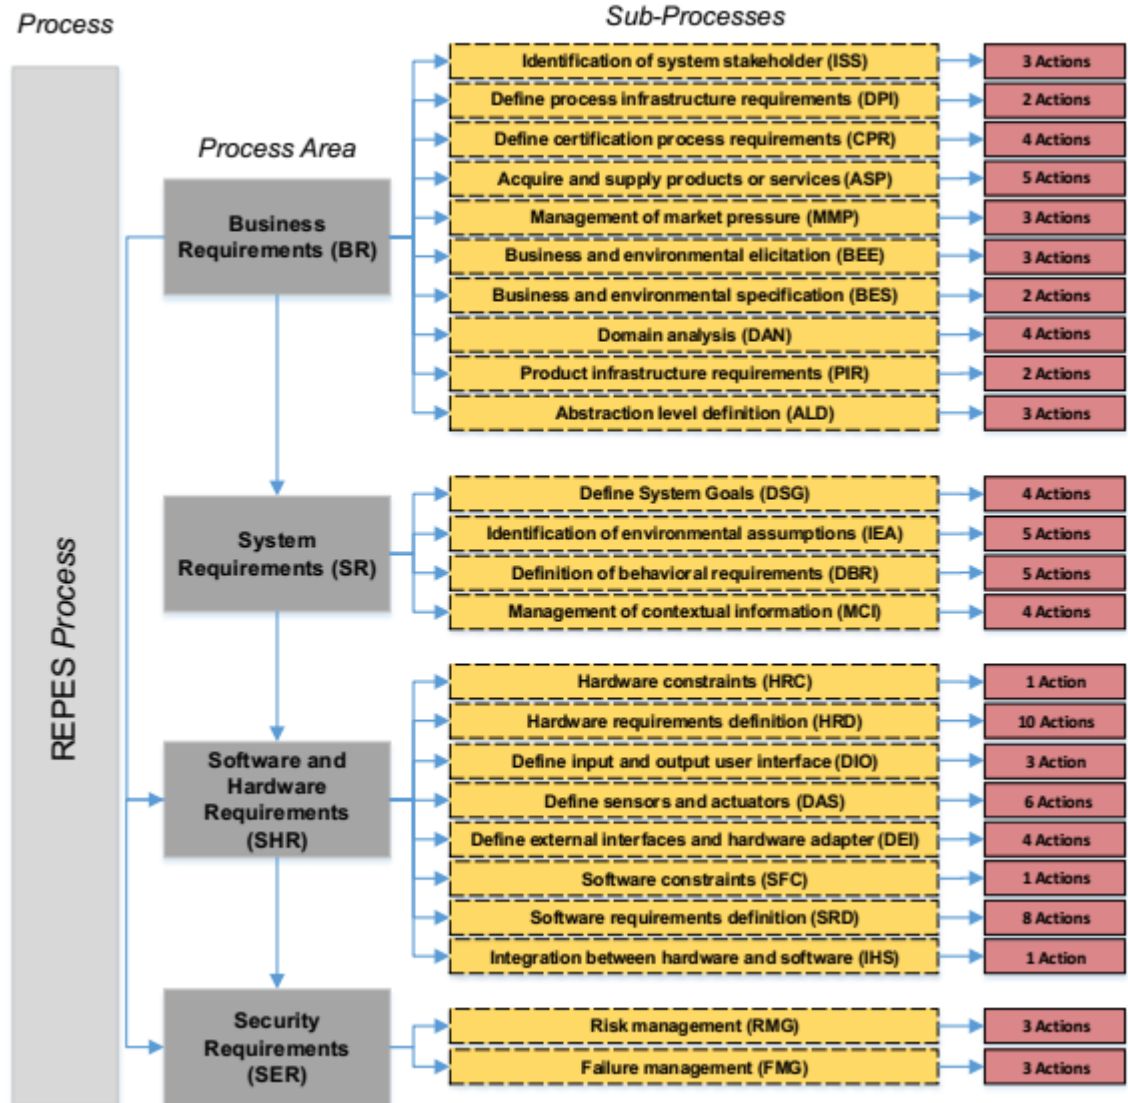 Process
Sub-Processes
Process Area
REPES Process
Business
Requirements (BR)
Identification of system stakeholder (ISS)
3 Actions
Define process infrastructure requirements (DPI)
2 Actions
Define certification process requirements (CPR)
4 Actions
Acquire and supply products or services (ASP)
5 Actions
Management of market pressure (MMP)
3 Actions
Business and environmental elicitation (BEE)
3 Actions
Business and environmental specification (BES)
2 Actions
Domain analysis (DAN)
4 Actions
Product infrastructure requirements (PIR)
2 Actions
Abstraction level definition (ALD)
3 Actions
System
Requirements (SR)
Define System Goals (DSG)
4 Actions
Identification of environmental assumptions (IEA)
5 Actions
Definition of behavioral requirements (DBR)
5 Actions
Management of contextual information (MCI)
4 Actions
Software and
Hardware
Requirements
(SHR)
Hardware constraints (HRC)
1 Action
Hardware requirements definition (HRD)
10 Actions
Define input and output user interface (DIO)
3 Action
Define sensors and actuators (DAS)
6 Actions
Define external interfaces and hardware adapter (DEI)
4 Actions
Software constraints (SFC)
1 Actions
Software requirements definition (SRD)
8 Actions
Integration between hardware and software (IHS)
1 Action
Security
Requirements
(SER)
Risk management (RMG)
3 Actions
Failure management (FMG)
3 Actions